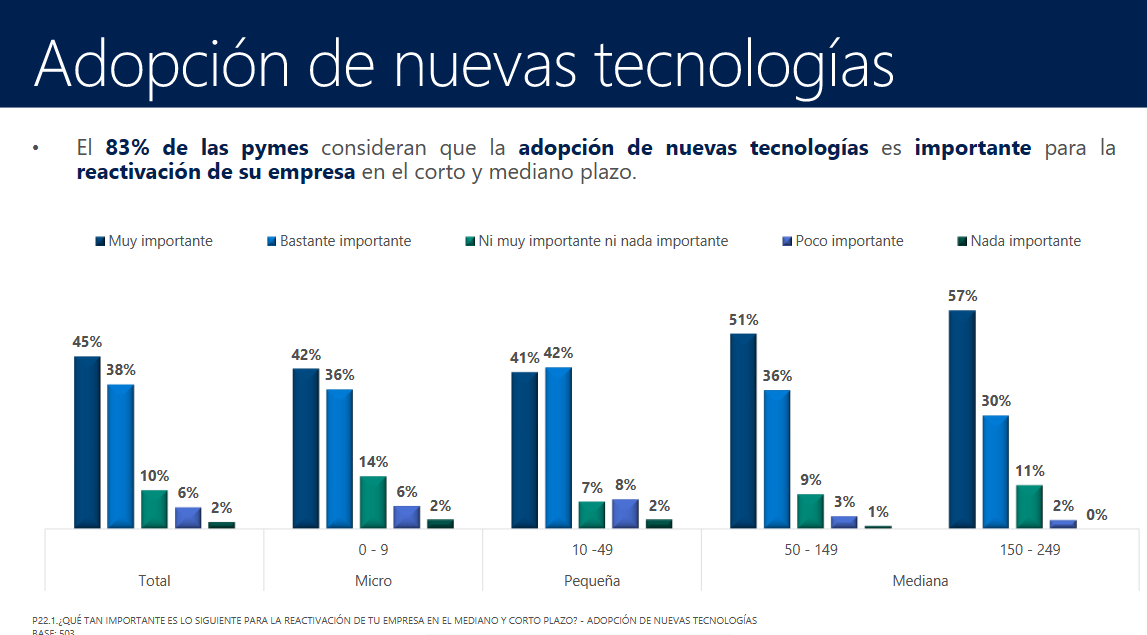 Adopción de nuevas tecnologías
• El 83% de las pymes consideran que la adopción de nuevas tecnologías es importante para la
reactivación de su empresa en el corto y mediano plazo.
Muy importante Bastante importante Ni muy importante ni nada importante Poco importante Nada importante
45% 38% 10% 6% 2%
42% 36% 14% 6% 2%
41% 42% 7% 8% 2%
51% 36% 9% 3% 1%
57% 30% 11% 2% 0%
0 - 9 10 -49 50 - 149 150 - 249
Total Micro Pequeña Mediana
P22.1.¿QUÉ TAN IMPORTANTE ES LO SIGUIENTE PARA LA REACTIVACIÓN DE TU EMPRESA EN EL MEDIANO Y CORTO PLAZO? - ADOPCIÓN DE NUEVAS TECNOLOGÍAS
BASE: 503